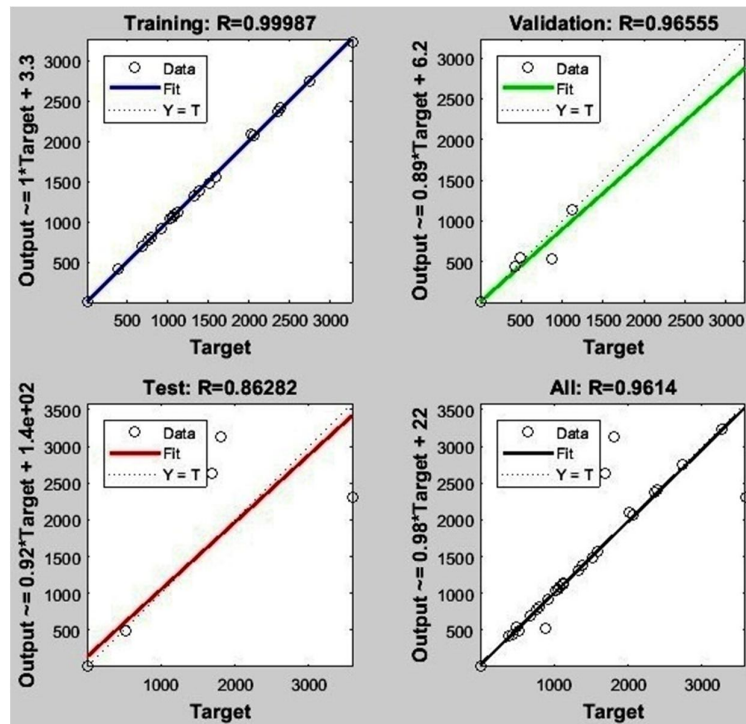 Training: R=0.99987
Output ~= 1*Target + 3.3
3000
2500
2000
1500
1000
500
Data
Fit
Y = T
500 1000 1500 2000 2500 3000
Target
Validation: R=0.96555
Output ~= 0.89*Target + 6.2
3000
2500
2000
1500
1000
500
Data
Fit
Y = T
500 1000 1500 2000 2500 3000
Target
Test: R=0.86282
Output ~= 0.92*Target + 1.4e+02
3500
3000
2500
2000
1500
1000
500
Data
Fit
Y = T
1000 2000 3000
Target
All: R=0.9614
Output ~= 0.98*Target + 22
3500
3000
2500
2000
1500
1000
500
Data
Fit
Y = T
1000 2000 3000
Target